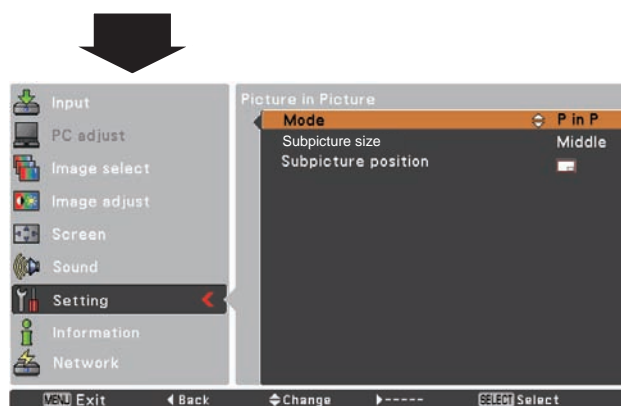 Input
PC adjust
Image select
Image adjust
Screen
Sound
Setting
Information
Network
Picture in Picture
Mode P in P
Subpicture size Middle
Subpicture position
MENU Exit Back Change ----- SELECT Select